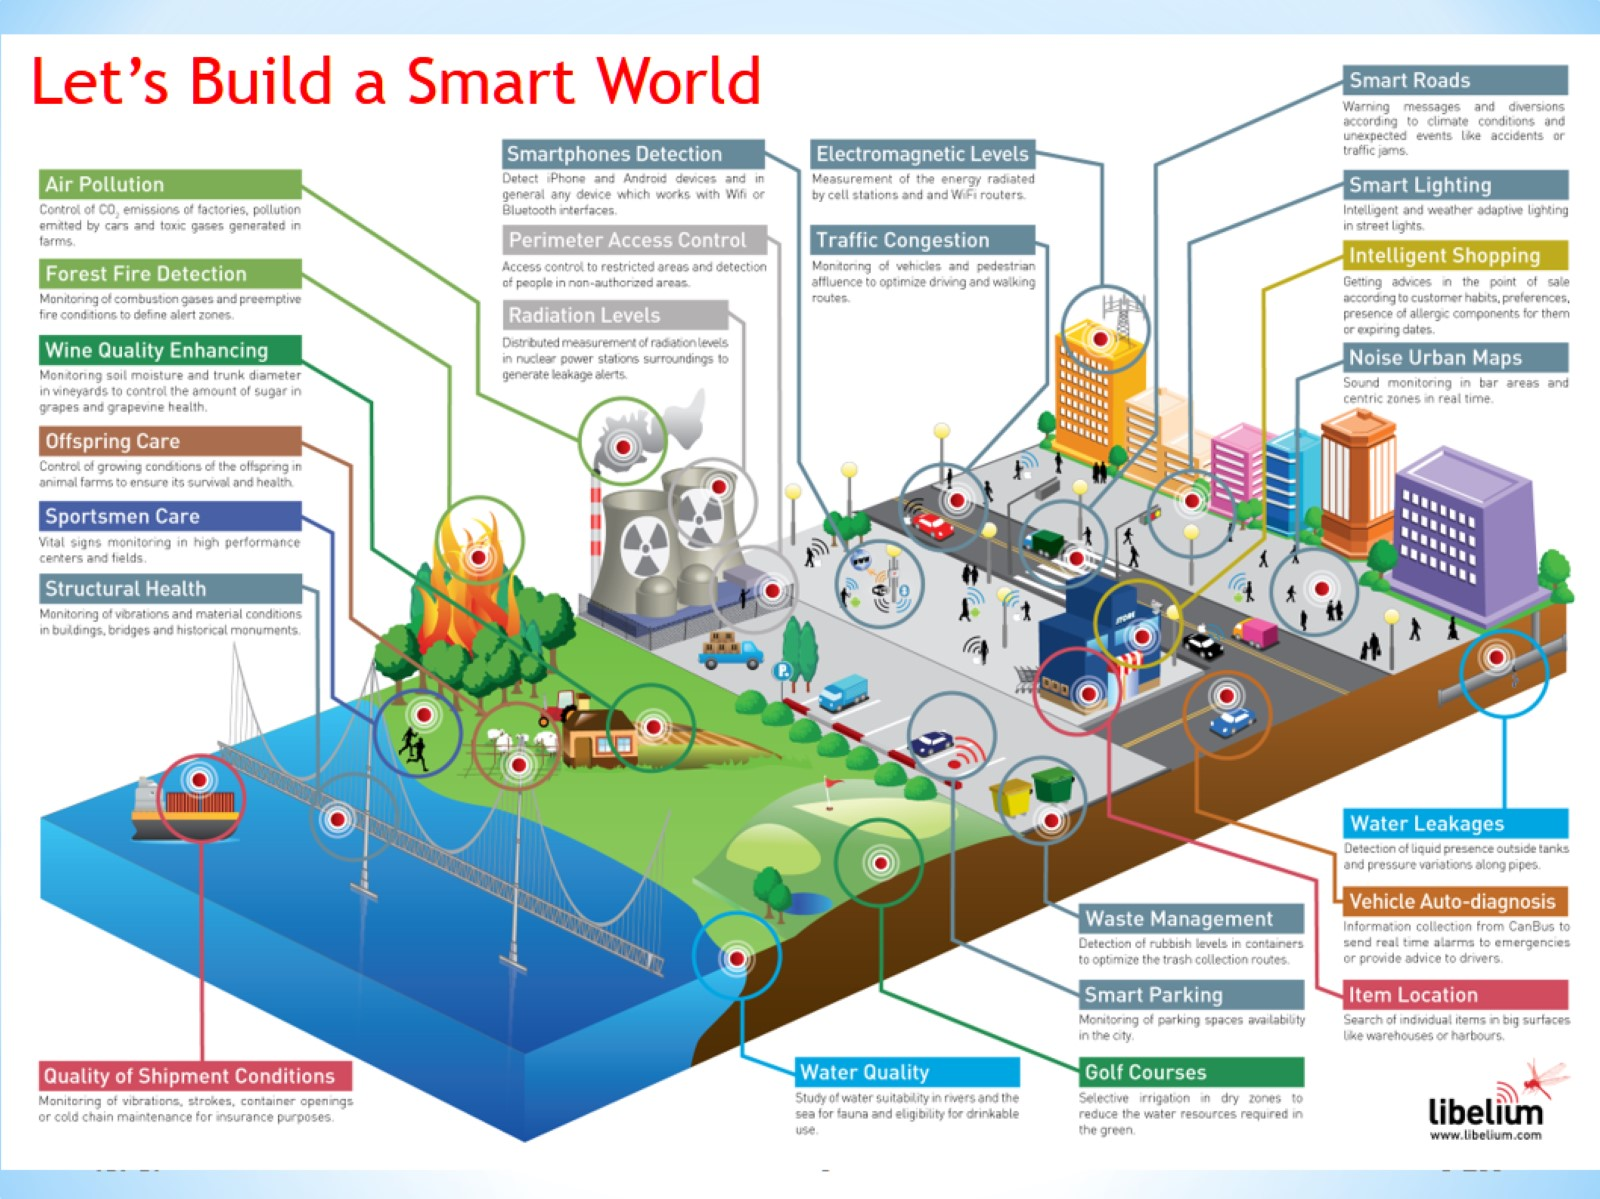 Let's Build a Smart World
Air Pollution
Control of CO₂ emissions of factories, pollution
emitted by cars and toxic gases generated in
farms.
Forest Fire Detection
Monitoring of combustion gases and preemptive
fire conditions to define alert zones.
Wine Quality Enhancing
Monitoring soil moisture and trunk diameter
in vineyards to control the amount of sugar in
grapes and grapevine health.
Offspring Care
Control of growing conditions of the offspring in
animal farms to ensure its survival and health.
Sportsmen Care
Vital signs monitoring in high performance
centers and fields.
Structural Health
Monitoring of vibrations and material conditions
in buildings, bridges and historical monuments.
Quality of Shipment Conditions
Monitoring of vibrations, strokes, container openings
or cold chain maintenance for insurance purposes.
Smartphones Detection
Detect iPhone and Android devices and in
general any device which works with Wifi or
Bluetooth interfaces.
Perimeter Access Control
Access control to restricted areas and detection
of people in non-authorized areas.
Radiation Levels
Distributed measurement of radiation levels
in nuclear power stations surroundings to
generate leakage alerts.
Electromagnetic Levels
Measurement of the energy radiated
by cell stations and and WiFi routers.
Traffic Congestion
Monitoring of vehicles and pedestrian
affluence to optimize driving and walking
routes.
Smart Roads
Warning messages and diversions
according to climate conditions and
unexpected events like accidents or
traffic jams.
Smart Lighting
Intelligent and weather adaptive lighting
in street lights.
Intelligent Shopping
Getting advices in the point of sale
according to customer habits, preferences,
presence of allergic components for them
or expiring dates.
Noise Urban Maps
Sound monitoring in bar areas and
centric zones in real time.
STORE
P
Water Leakages
Detection of liquid presence outside tanks
and pressure variations along pipes.
Vehicle Auto-diagnosis
Information collection from CanBus to
send real time alarms to emergencies
or provide advice to drivers.
Item Location
Search of individual items in big surfaces
like warehouses or harbours.
Waste Management
Detection of rubbish levels in containers
to optimize the trash collection routes.
Smart Parking
Monitoring of parking spaces availability
in the city.
Golf Courses
Selective irrigation in dry zones to
reduce the water resources required in
the green.
Water Quality
Study of water suitability in rivers and the
sea for fauna and eligibility for drinkable
use.
libelium
www.libelium.com